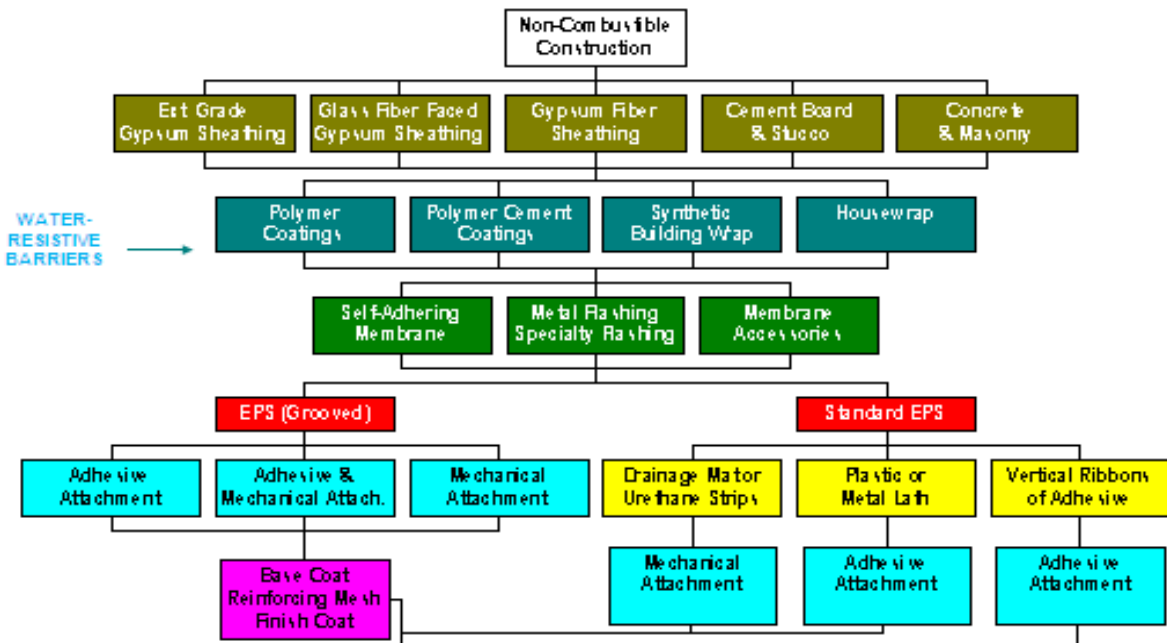 Non-Combustible
Construction
Ext Grade
Gypsum Sheathing
Glass Fiber Faced
Gypsum Sheathing
Gypsum Fiber
Sheathing
Cement Board
& Stucco
Concrete
& Masonry
WATER-
RESISTIVE
BARRIERS
Polymer
Coatings
Polymer Cement
Coatings
Synthetic
Building Wrap
Housewrap
Self-Adhering
Membrane
Metal Flashing
Specialty Flashing
Membrane
Accessories
EPS (Grooved)
Standard EPS
Adhesive
Attachment
Adhesive &
Mechanical Attach.
Mechanical
Attachment
Drainage Mat or
Urethane Strips
Plastic or
Metal Lath
Vertical Ribbons
of Adhesive
Mechanical
Attachment
Adhesive
Attachment
Adhesive
Attachment
Base Coat
Reinforcing Mesh
Finish Coat